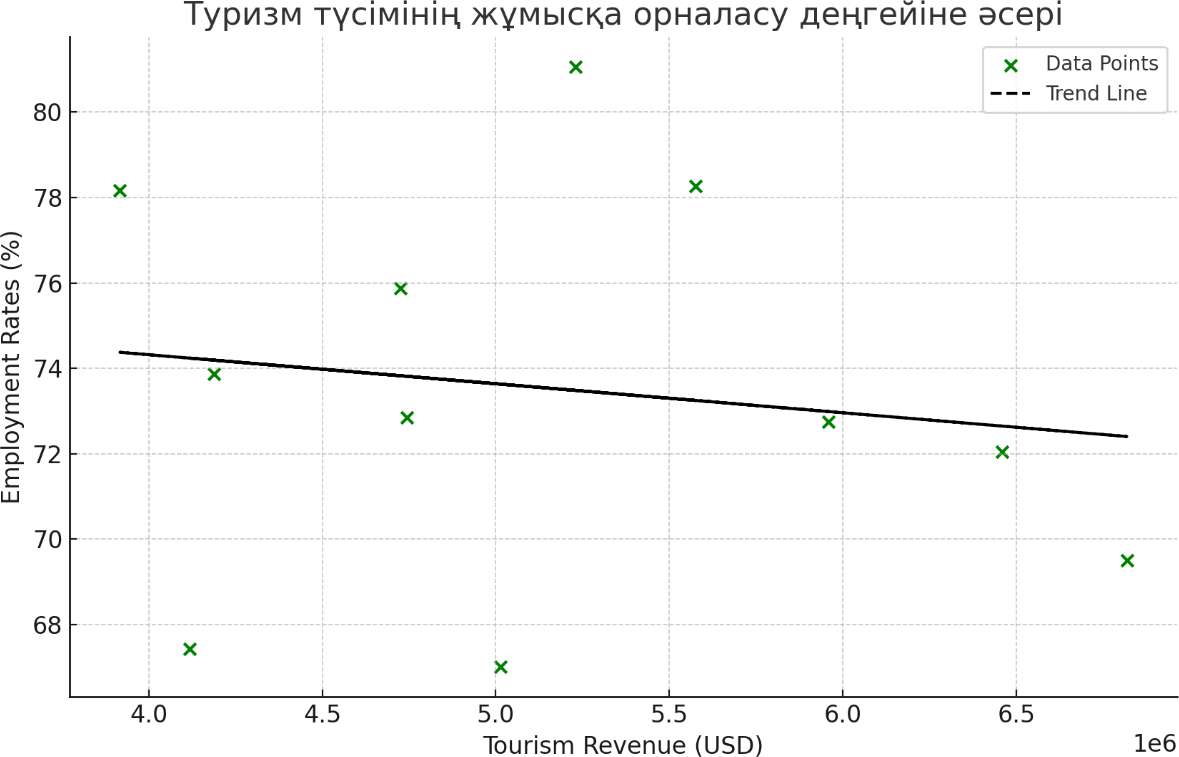 Туризм түсімінің жұмысқа орналасу деңгейіне әсері
Data Points
Trend Line
Employment Rates (%)
80
78
76
74
72
70
68
4.0 4.5 5.0 5.5 6.0 6.5
1e6
Tourism Revenue (USD)